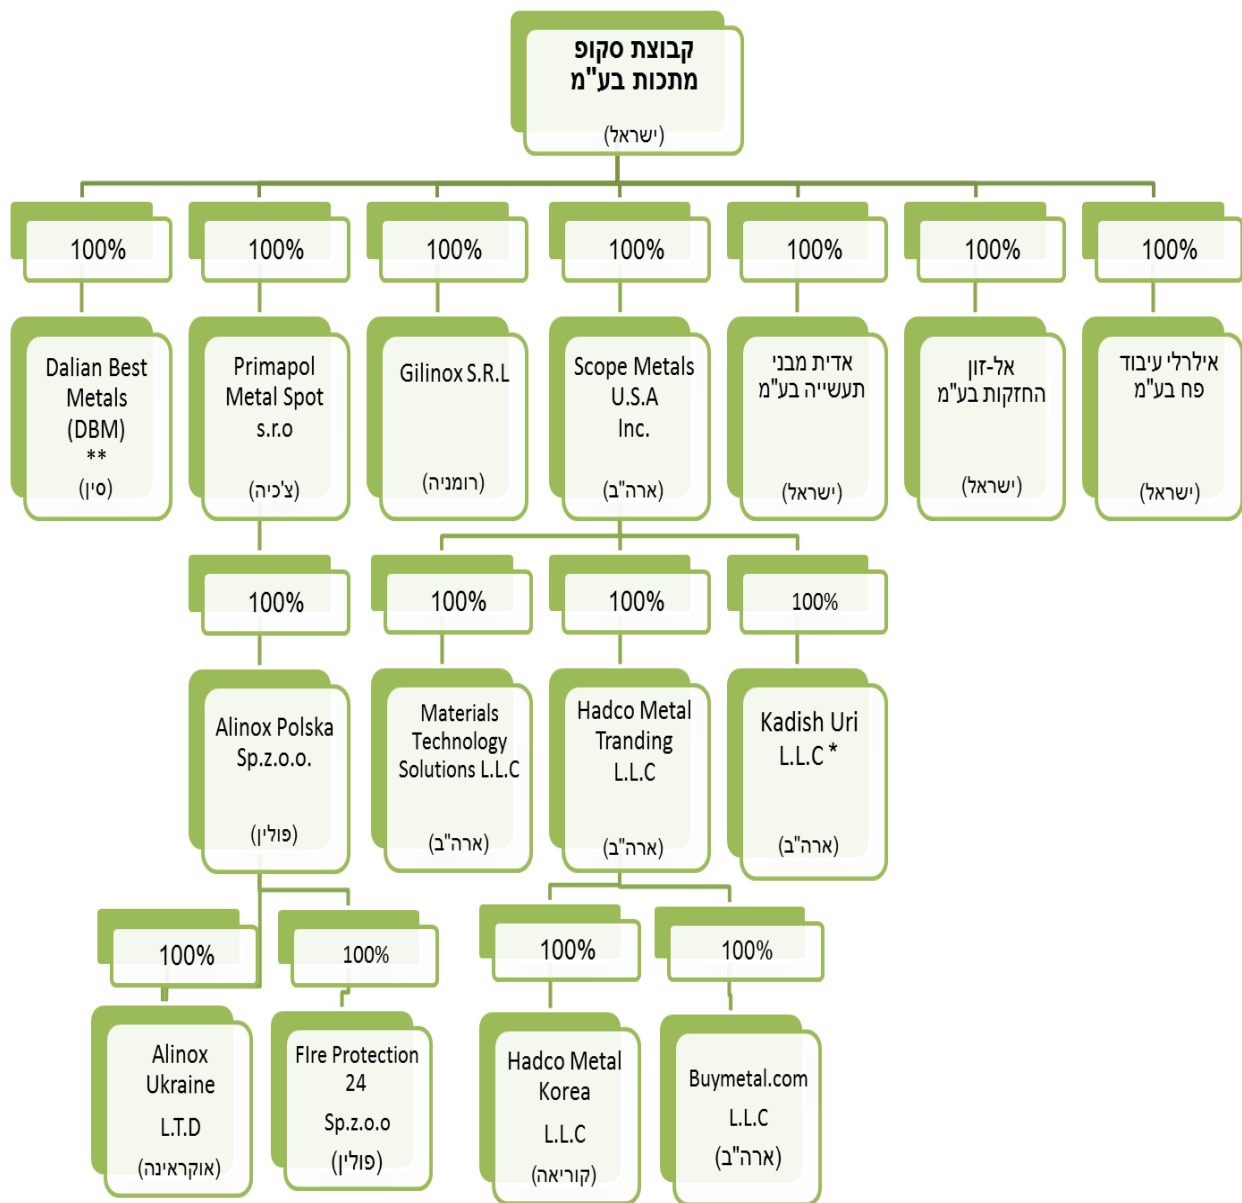 קבוצת סקופ
מתכות בע"מ
(ישראל)
100%
100%
100%
100%
100%
100%
100%
Dalian Best
Metals
(DBM)
**
(סין)
Primapol
Metal Spot
s.r.o
(צ'כיה)
Gilinox S.R.L
(רומניה)
Scope Metals
U.S.A
Inc.
(ארה"ב)
אדית מבני
תעשייה בע"מ
(ישראל)
אל-זון
החזקות בע"מ
(ישראל)
אילרלי עיבוד
פח בע"מ
(ישראל)
100%
100%
100%
100%
Alinox Polska
Sp.z.o.o.
(פולין)
Materials
Technology
Solutions L.L.C
(ארה"ב)
Hadco Metal
Tranding
L.L.C
(ארה"ב)
Kadish Uri
L.L.C *
(ארה"ב)
100%
100%
100%
100%
Alinox
Ukraine
L.T.D
(אוקראינה)
FIre Protection
24
Sp.z.o.o
(פולין)
Hadco Metal
Korea
L.L.C
(קוריאה)
Buymetal.com
L.L.C
(ארה"ב)